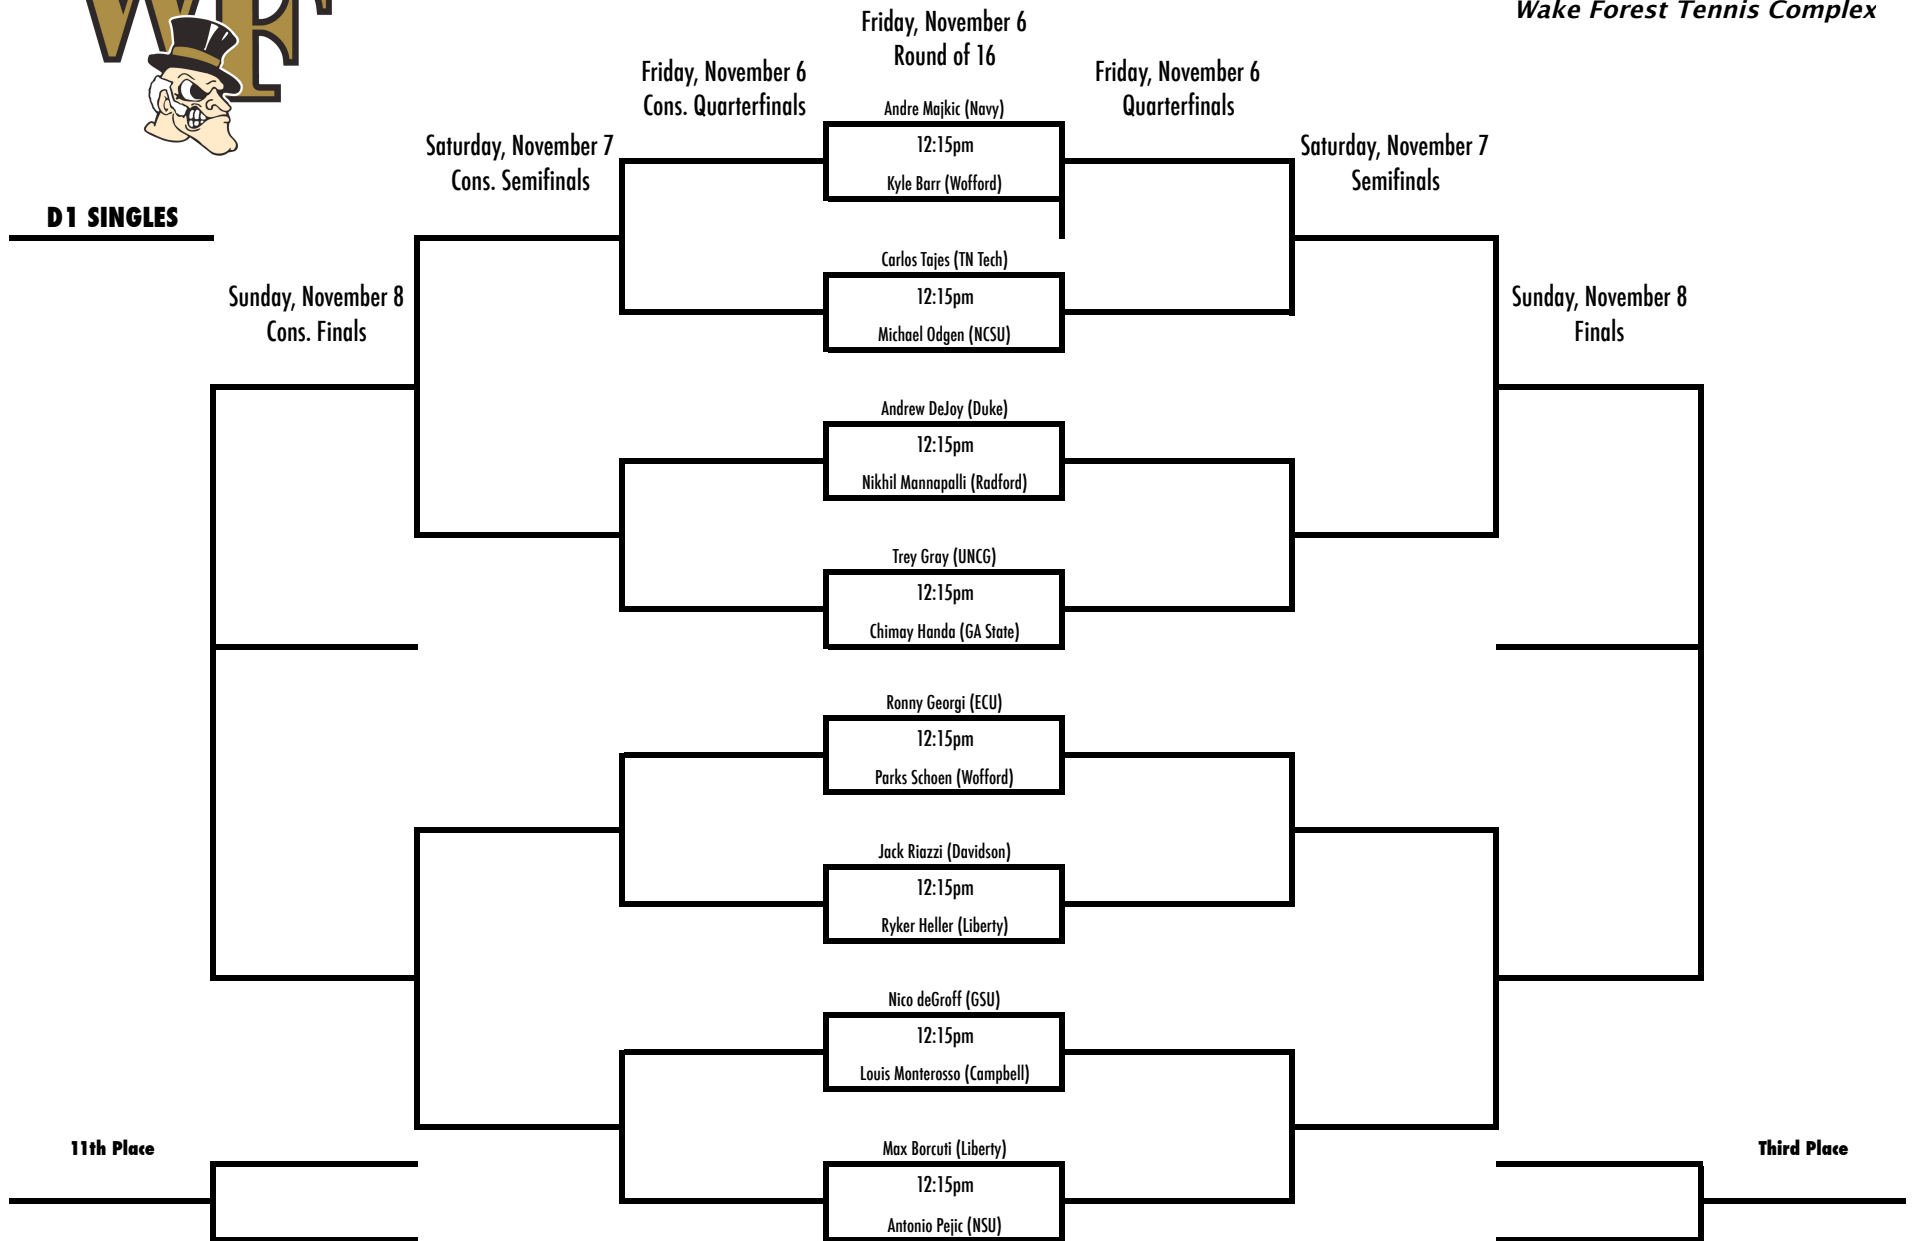 WF
Wake Forest Tennis Complex
Friday, November 6
Round of 16
Friday, November 6
Cons. Quarterfinals
Friday, November 6
Quarterfinals
Saturday, November 7
Cons. Semifinals
Saturday, November 7
Semifinals
D1 SINGLES
Sunday, November 8
Cons. Finals
Sunday, November 8
Finals
Andre Majkic (Navy)
12:15pm
Kyle Barr (Wofford)
Carlos Tajes (TN Tech)
12:15pm
Michael Odgen (NCSU)
Andrew DeJoy (Duke)
12:15pm
Nikhil Mannapalli (Radford)
Trey Gray (UNCG)
12:15pm
Chimay Handa (GA State)
Ronny Georgi (ECU)
12:15pm
Parks Schoen (Wofford)
Jack Riazzi (Davidson)
12:15pm
Ryker Heller (Liberty)
Nico deGroff (GSU)
12:15pm
Louis Monterosso (Campbell)
Max Borcuti (Liberty)
12:15pm
Antonio Pejic (NSU)
11th Place
Third Place